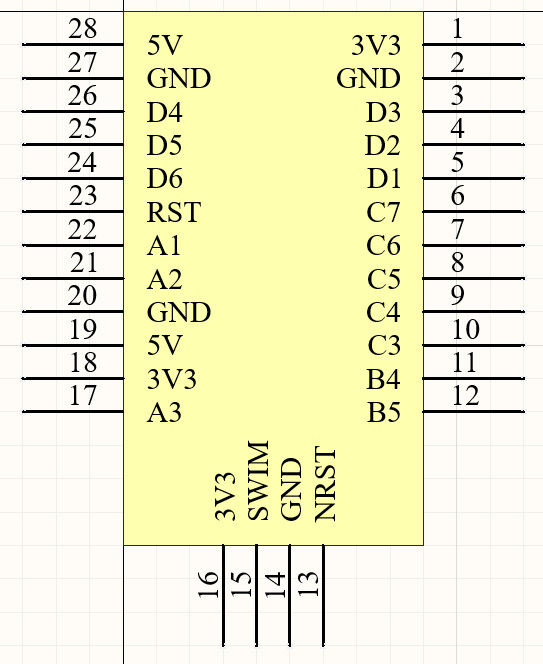 28 5V 3V3 1
27 GND GND 2
26 D4 D3 3
25 D5 D2 4
24 D6 D1 5
23 RST C7 6
22 A1 C6 7
21 A2 C5 8
20 GND C4 9
19 5V C3 10
18 3V3 B4 11
17 A3 B5 12
3V3 SWIM GND NRST
16 15 14 13